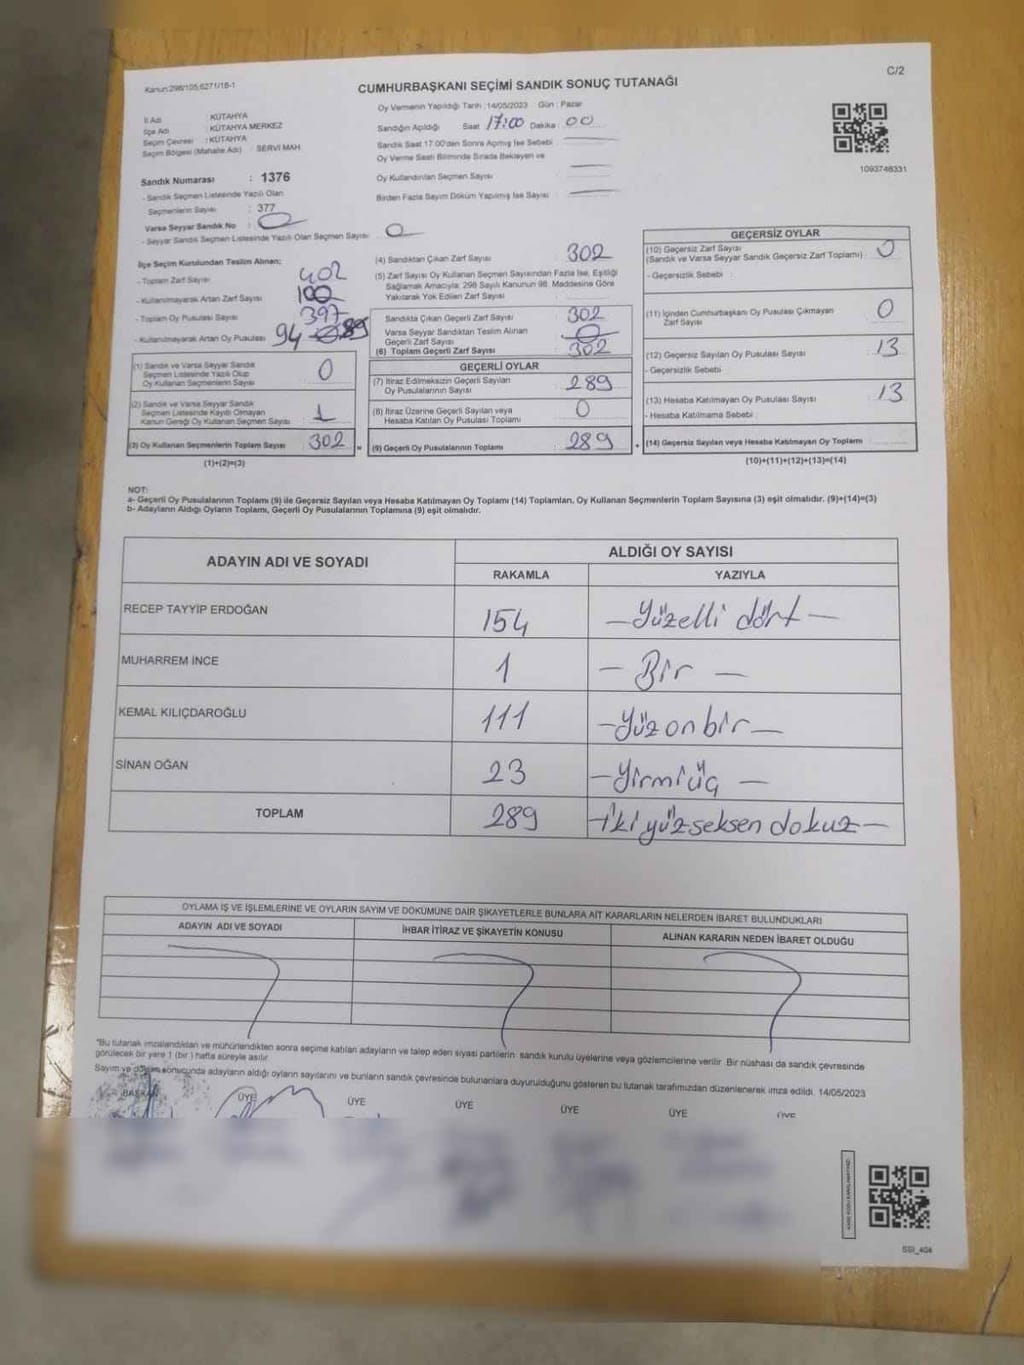 C/2
Kanun:298/105;6271/18-1
CUMHURBAŞKANI SEÇİMİ SANDIK SONUÇ TUTANAĞI
İl Adı : KÜTAHYA
İlçe Adı : KÜTAHYA MERKEZ
Seçim Çevresi : KÜTAHYA
Seçim Bölgesi (Mahalle Adı) : SERVİ MAH
Sandık Numarası : 1376
- Sandık Seçmen Listesinde Yazılı Olan
Seçmenlerin Sayısı : 377
Varsa Seyyar Sandık No : 0
- Seyyar Sandık Seçmen Listesinde Yazılı Olan Seçmen Sayısı 0
Oy Vermenin Yapıldığı Tarih :14/05/2023 Gün : Pazar
Sandığın Açıldığı Saat 17:00 Dakika : 00
Sandık Saat 17:00'den Sonra Açılmış İse Sebebi :
Oy Verme Saati Bitiminde Sırada Bekleyen ve
Oy Kullandırılan Seçmen Sayısı :
Birden Fazla Sayım Döküm Yapılmış İse Sayısı :
1093748331
İlçe Seçim Kurulundan Teslim Alınan:
- Toplam Zarf Sayısı 402
- Kullanılmayarak Artan Zarf Sayısı 100
- Toplam Oy Pusulası Sayısı 397
- Kullanılmayarak Artan Oy Pusulası 94
(1) Sandık ve Varsa Seyyar Sandık
Seçmen Listesinde Yazılı Olup
Oy Kullanan Seçmenlerin Sayısı : 0
(2) Sandık ve Varsa Seyyar Sandık
Seçmen Listesinde Kayıtlı Olmayan
Kanun Gereği Oy Kullanan Seçmen Sayısı : 1
(3) Oy Kullanan Seçmenlerin Toplam Sayısı 302 =
(1)+(2)=(3)
(4) Sandıktan Çıkan Zarf Sayısı : 302
(5) Zarf Sayısı Oy Kullanan Seçmen Sayısından Fazla İse, Eşitliği
Sağlamak Amacıyla; 298 Sayılı Kanunun 98. Maddesine Göre
Yakılarak Yok Edilen Zarf Sayısı :
Sandıkta Çıkan Geçerli Zarf Sayısı : 302
Varsa Seyyar Sandıktan Teslim Alınan
Geçerli Zarf Sayısı : 0
(6) Toplam Geçerli Zarf Sayısı : 302
GEÇERLİ OYLAR
(7) İtiraz Edilmeksizin Geçerli Sayılan
Oy Pusulalarının Sayısı : 289
(8) İtiraz Üzerine Geçerli Sayılan veya
Hesaba Katılan Oy Pusulası Toplamı : 0
(9) Geçerli Oy Pusulalarının Toplamı : 289 +
GEÇERSİZ OYLAR
(10) Geçersiz Zarf Sayısı
(Sandık ve Varsa Seyyar Sandık Geçersiz Zarf Toplamı) : 0
- Geçersizlik Sebebi :
(11) İçinden Cumhurbaşkanı Oy Pusulası Çıkmayan
Zarf Sayısı : 0
(12) Geçersiz Sayılan Oy Pusulası Sayısı : 13
- Geçersizlik Sebebi :
(13) Hesaba Katılmayan Oy Pusulası Sayısı : 13
- Hesaba Katılmama Sebebi :
(14) Geçersiz Sayılan veya Hesaba Katılmayan Oy Toplamı
(10)+(11)+(12)+(13)=(14)
NOT:
a- Geçerli Oy Pusulalarının Toplamı (9) ile Geçersiz Sayılan veya Hesaba Katılmayan Oy Toplamı (14) Toplamları, Oy Kullanan Seçmenlerin Toplam Sayısına (3) eşit olmalıdır. (9)+(14)=(3)
b- Adayların Aldığı Oyların Toplamı, Geçerli Oy Pusulalarının Toplamına (9) eşit olmalıdır.
ADAYIN ADI VE SOYADI
ALDIĞI OY SAYISI
RAKAMLA YAZIYLA
RECEP TAYYİP ERDOĞAN 154 - Yüzelli dört -
MUHARREM İNCE 1 - Bir -
KEMAL KILIÇDAROĞLU 111 - Yüz on bir -
SİNAN OĞAN 23 - Yirmi üç -
TOPLAM 289 - İki yüz seksen dokuz -
OYLAMA İŞ VE İŞLEMLERİNE VE OYLARIN SAYIM VE DÖKÜMÜNE DAİR ŞİKAYETLERLE BUNLARA AİT KARARLARIN NELERDEN İBARET BULUNDUKLARI
ADAYIN ADI VE SOYADI İHBAR İTİRAZ VE ŞİKAYETİN KONUSU ALINAN KARARIN NEDEN İBARET OLDUĞU
*Bu tutanak imzalandıktan ve mühürlendikten sonra seçime katılan adayların ve talep eden siyasi partilerin sandık kurulu üyelerine veya gözlemcilerine verilir. Bir nüshası da sandık çevresinde
görülecek bir yere 1 (bir) hafta süreyle asılır.
Sayım ve döküm sonucunda adayların aldığı oyların sayılarını ve bunların sandık çevresinde bulunanlara duyurulduğunu gösteren bu tutanak tarafımızdan düzenlenerek imza edildi. 14/05/2023
BAŞKAN ÜYE ÜYE ÜYE ÜYE ÜYE ÜYE
SSI_404